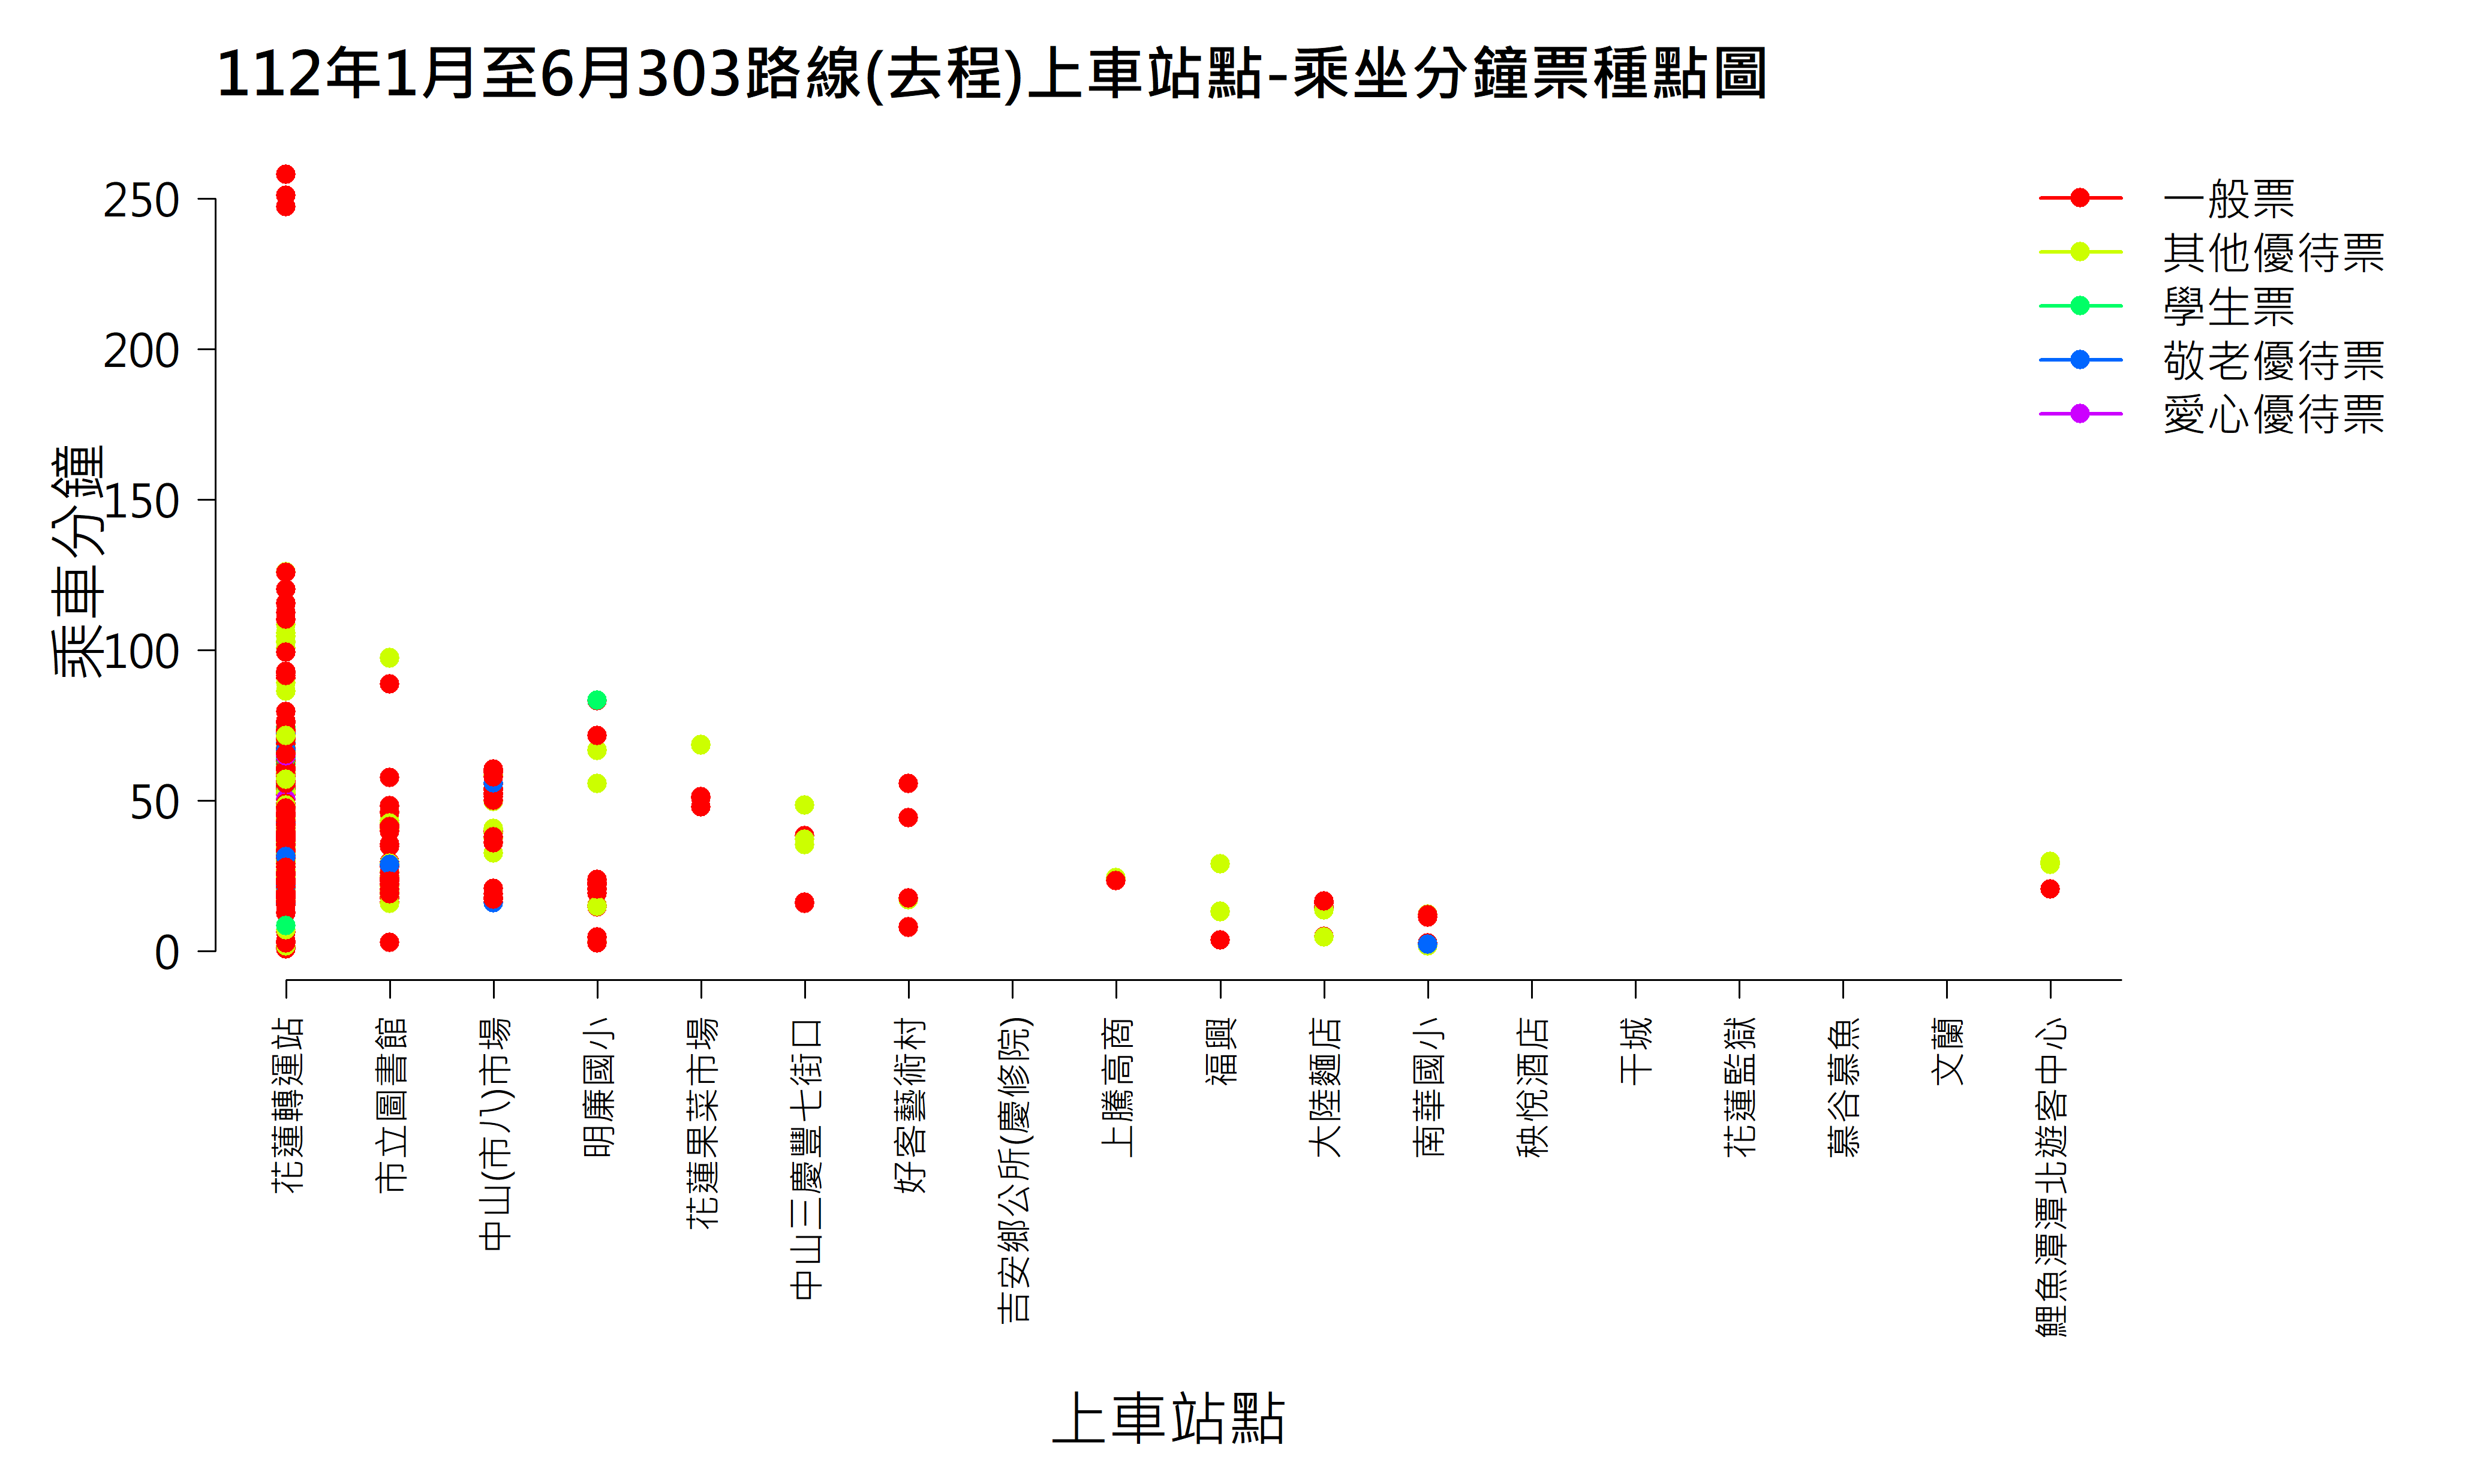 112年1月至6月303路線(去程)上車站點-乘坐分鐘票種點圖
一般票
其他優待票
學生票
敬老優待票
愛心優待票
乘車分鐘
250
200
150
100
50
0
花蓮轉運站
市立圖書館
中山(市八)市場
明廉國小
花蓮果菜市場
中山三慶豐七街口
好客藝術村
吉安鄉公所(慶修院)
上騰高商
福興
大陸麵店
南華國小
秧悅酒店
干城
花蓮監獄
慕谷慕魚
文蘭
鯉魚潭潭北遊客中心
上車站點